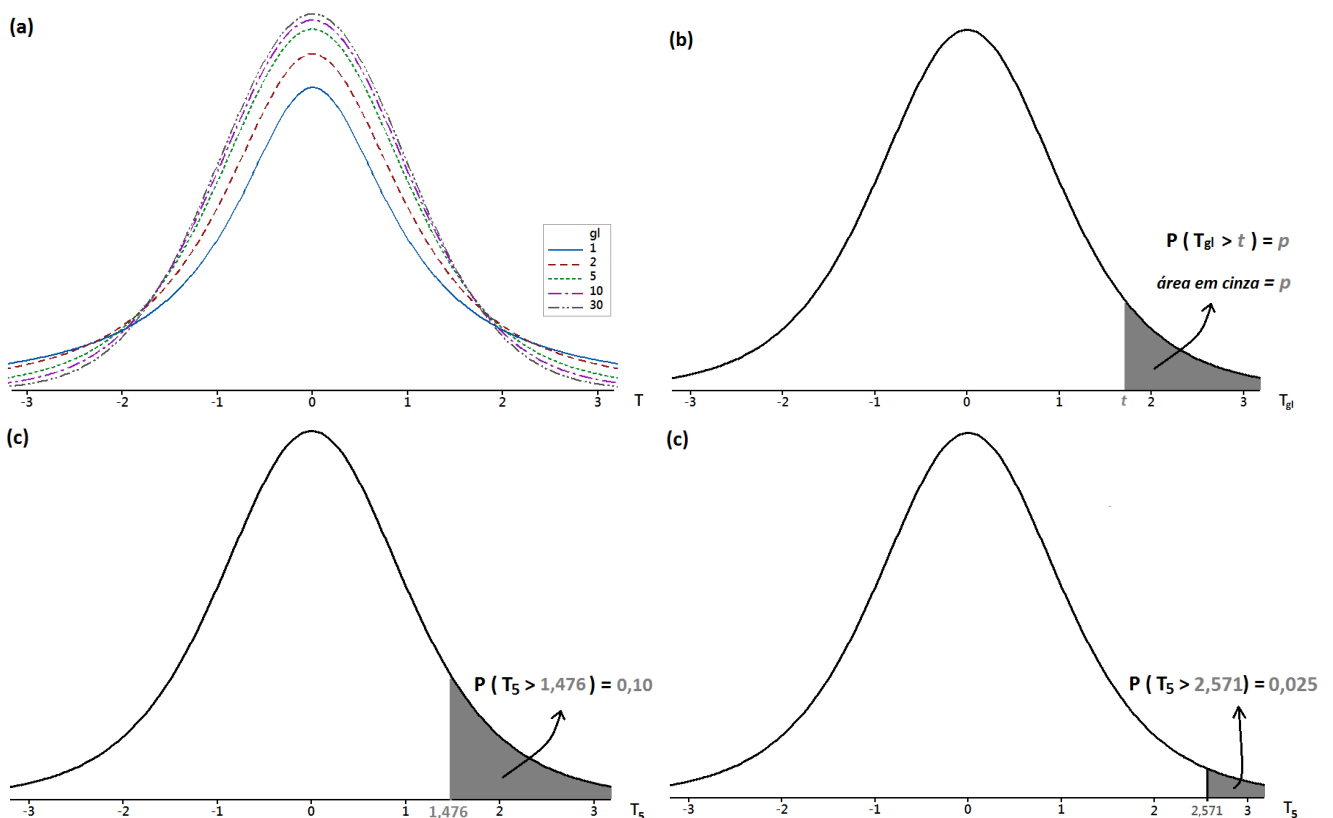 (a)
gl
1
2
5
10
30
-3 -2 -1 0 1 2 3 T
(b)
P ( Tgl > t ) = p
área em cinza = p
-3 -2 -1 0 1 t 2 3 Tgl
(c)
P ( T5 > 1,476 ) = 0,10
-3 -2 -1 0 1 1,476 2 3 T5
(c)
P ( T5 > 2,571) = 0,025
-3 -2 -1 0 1 2 2,571 3 T5